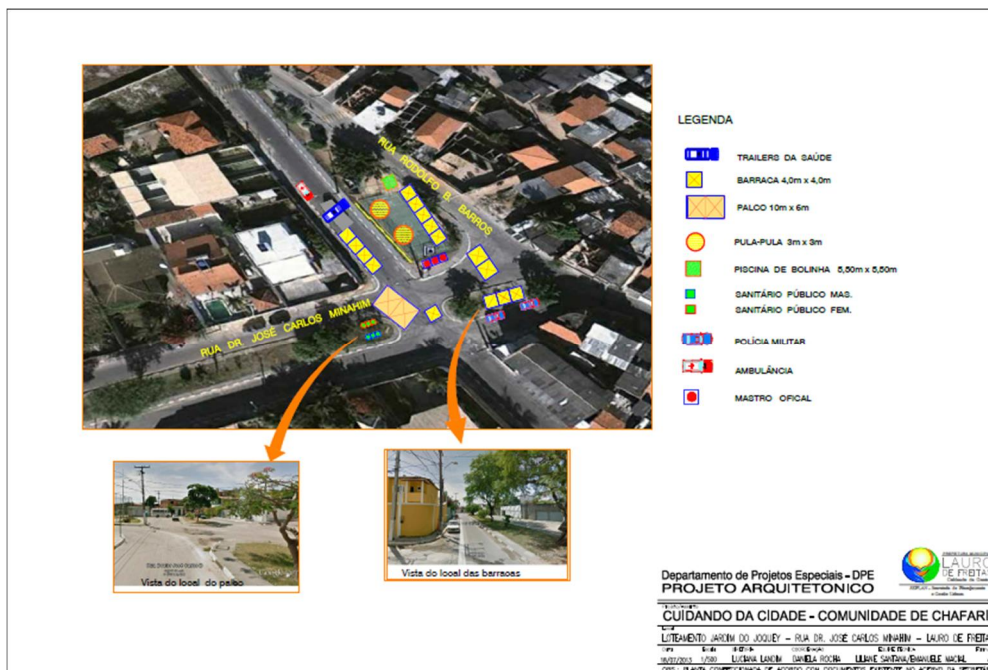 RUA RODOLFO B. BARROS
RUA DR. JOSÉ CARLOS MINAHIM
LEGENDA
TRAILERS DA SAÚDE
BARRACA 4,0m x 4,0m
PALCO 10m x 6m
PULA-PULA 3m x 3m
PISCINA DE BOLINHA 5,50m x 5,50m
SANITÁRIO PÚBLICO MAS.
SANITÁRIO PÚBLICO FEM.
POLÍCIA MILITAR
AMBULÂNCIA
MASTRO OFICAL
Vista do local do palco
Vista do local das barracas
Departamento de Projetos Especiais - DPE
PROJETO ARQUITETONICO
LAURO
DE FREITAS
CUIDANDO DA CIDADE - COMUNIDADE DE CHAFARI
LOTEAMENTO JARDIM DO JOQUEY - RUA DR. JOSÉ CARLOS MINAHIM - LAURO DE FREITA
18/07/2013 1/500 LUCIANA LANDIM DANIELA ROCHA LILIANE SANTANA/EMANUELE MACIAL